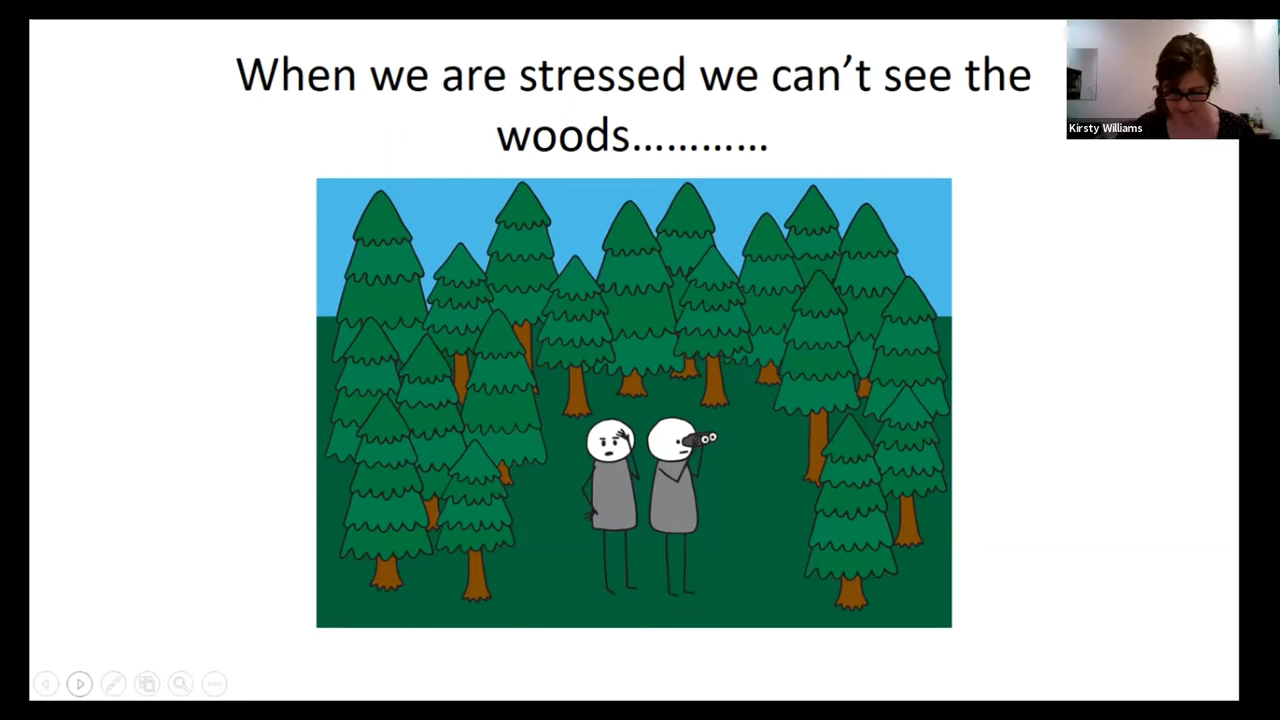 When we are stressed we can’t see the
woods…………
Kirsty Williams